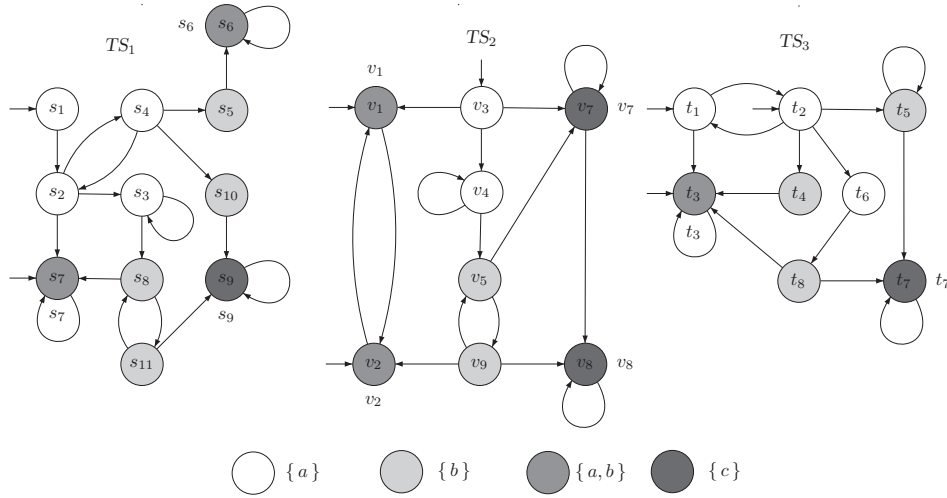 TS₁
TS₂
TS₃
s₆
s₆
s₁
s₄
s₅
s₂
s₃
s₁₀
s₇
s₈
s₉
s₇
s₉
s₁₁
v₁
v₁
v₃
v₇
v₇
v₄
v₅
v₂
v₉
v₈
v₈
v₂
t₁
t₂
t₅
t₃
t₄
t₆
t₃
t₈
t₇
t₇
{a}
{b}
{a, b}
{c}